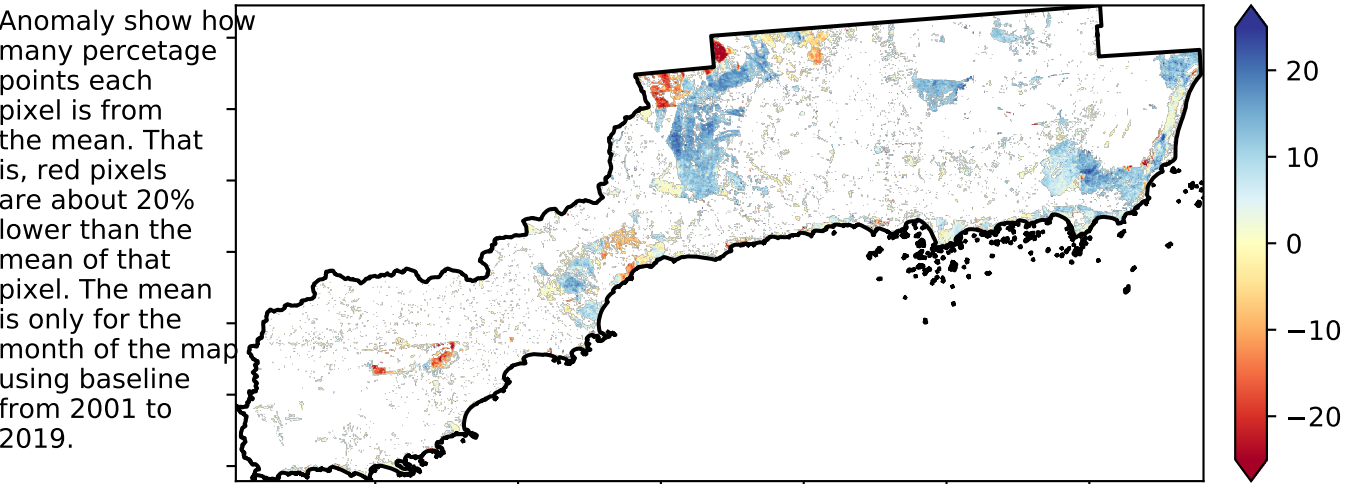 Anomaly show how
many percetage
points each
pixel is from
the mean. That
is, red pixels
are about 20%
lower than the
mean of that
pixel. The mean
is only for the
month of the map
using baseline
from 2001 to
2019.
20
10
0
−10
−20